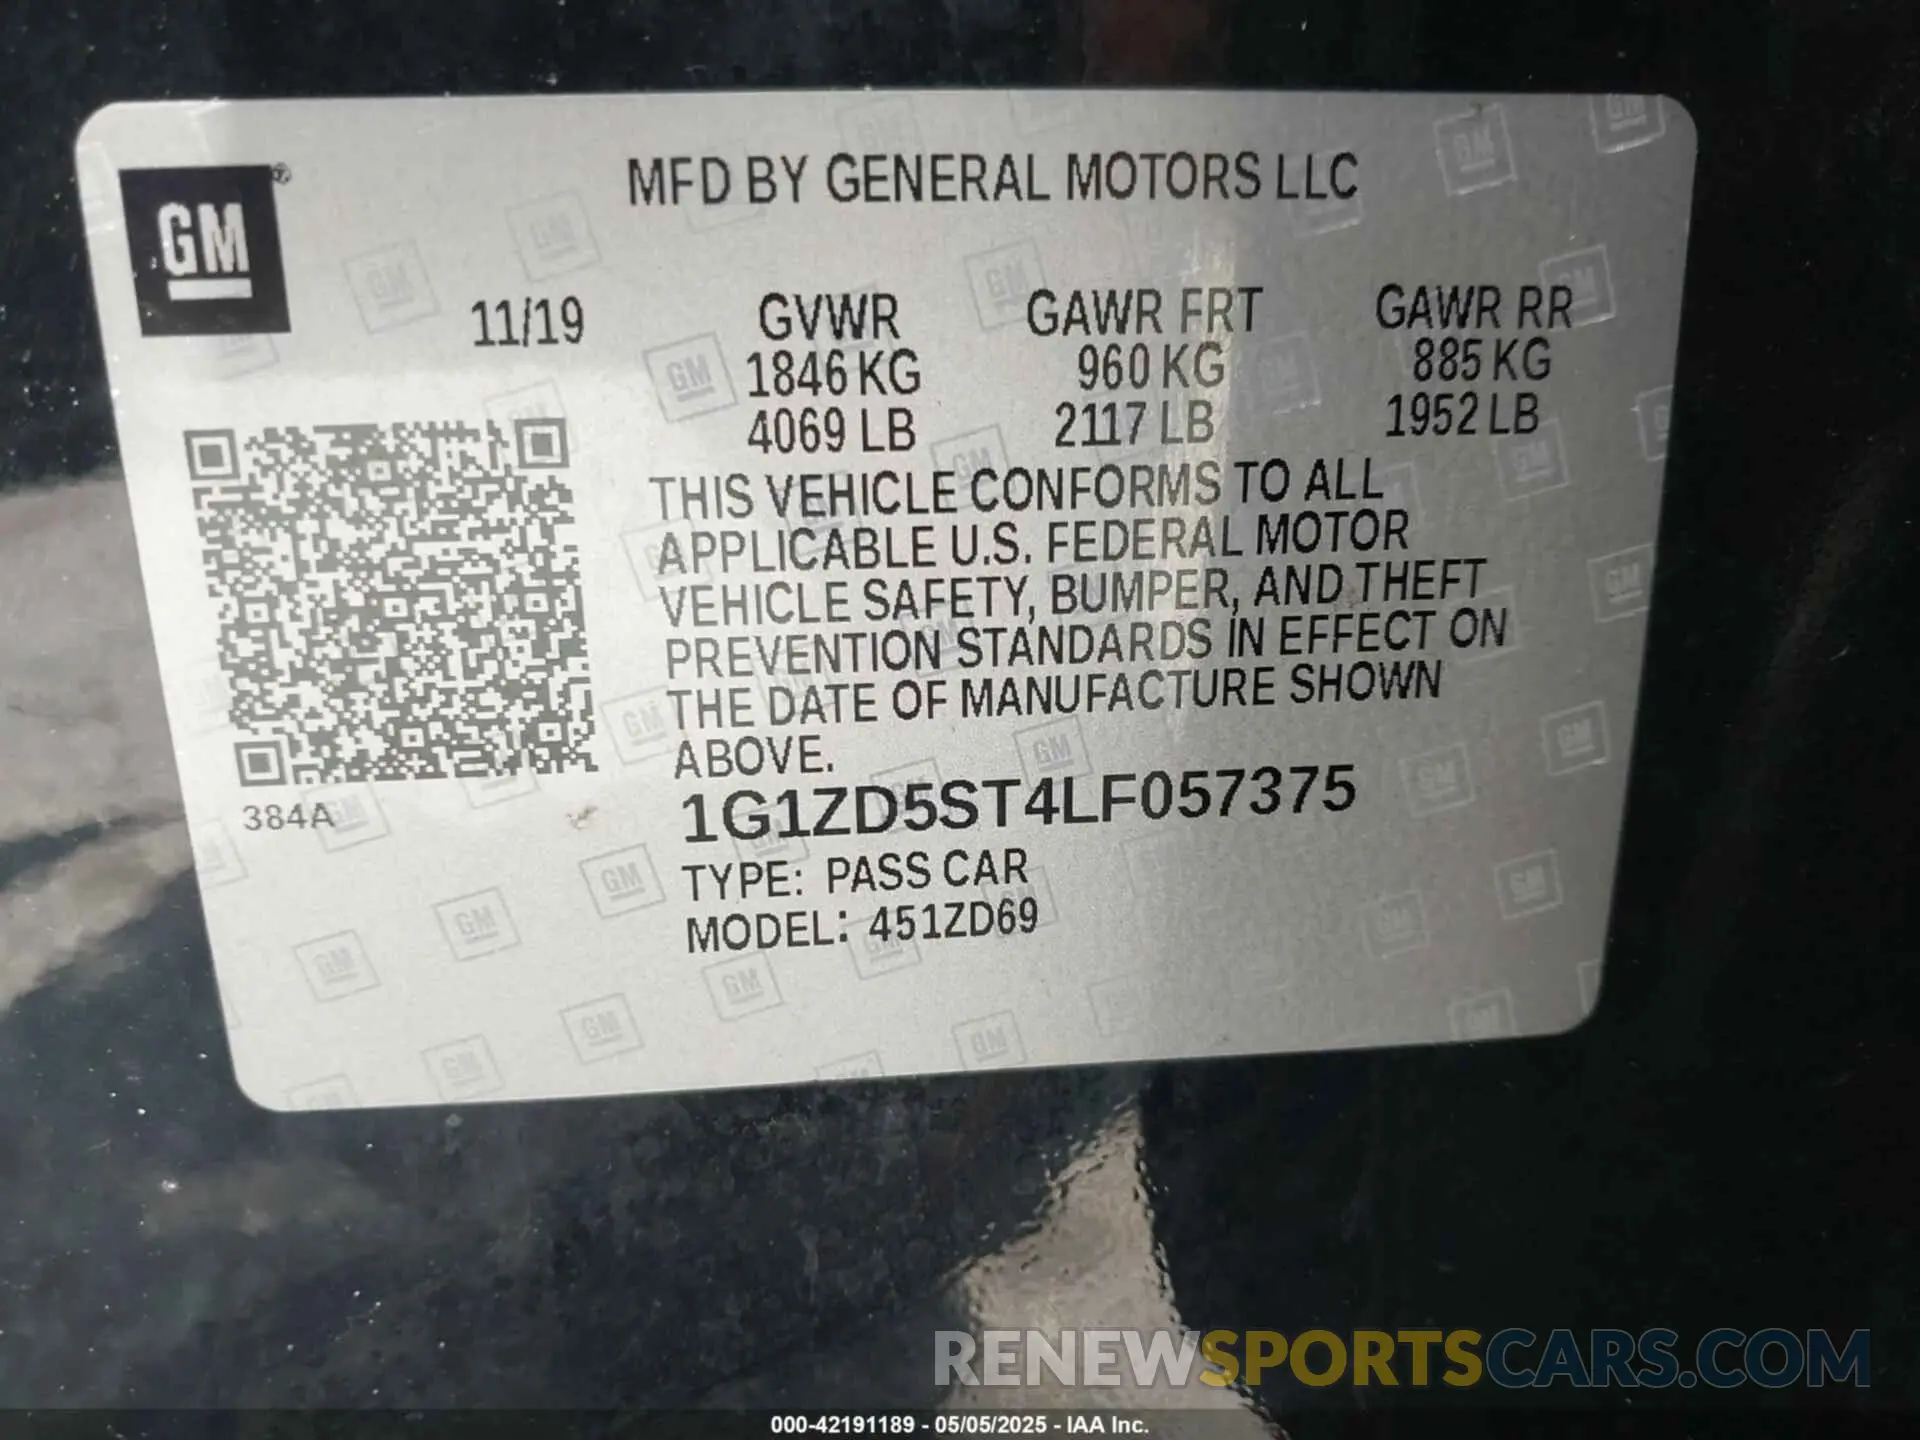 MFD BY GENERAL MOTORS LLC
GM
11/19 GVWR GAWR FRT GAWR RR
1846 KG 960 KG 885 KG
4069 LB 2117 LB 1952 LB
THIS VEHICLE CONFORMS TO ALL
APPLICABLE U.S. FEDERAL MOTOR
VEHICLE SAFETY, BUMPER, AND THEFT
PREVENTION STANDARDS IN EFFECT ON
THE DATE OF MANUFACTURE SHOWN
ABOVE.
384A
1G1ZD5ST4LF057375
TYPE: PASS CAR
MODEL: 451ZD69
RENEWSPORTSCARS.COM
000-42191189 - 05/05/2025 - IAA Inc.